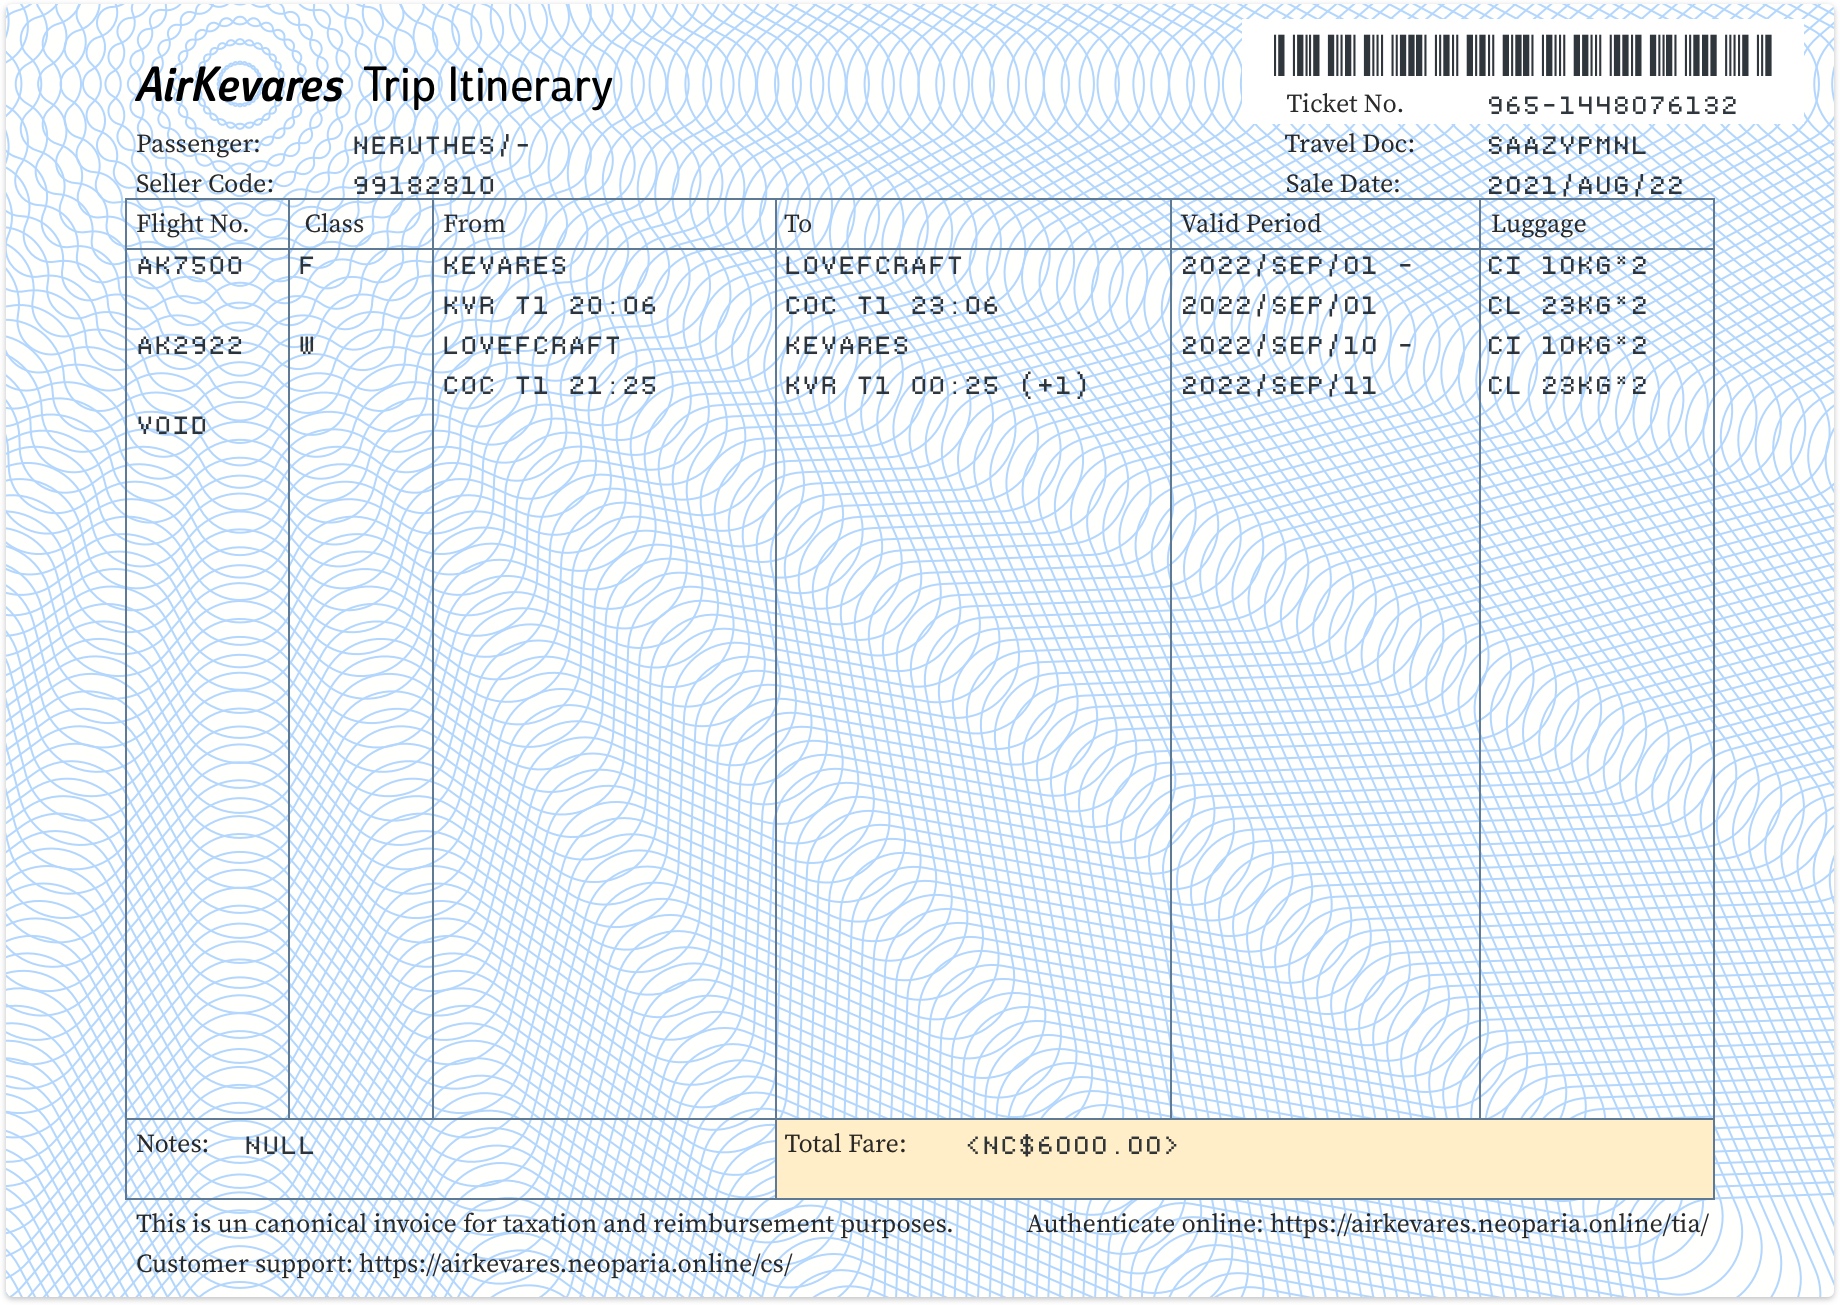 AirKevares Trip Itinerary
Ticket No. 965-1448076132
Passenger: NERUTHES/-
Travel Doc: SAAZYPMNL
Seller Code: 99182810
Sale Date: 2021/AUG/22
Flight No. Class From To Valid Period Luggage
AK7500 F KEVARES LOVEFCRAFT 2022/SEP/01 - CI 10KG*2
KVR T1 20:06 COC T1 23:06 2022/SEP/01 CL 23KG*2
AK2922 W LOVEFCRAFT KEVARES 2022/SEP/10 - CI 10KG*2
COC T1 21:25 KVR T1 00:25 (+1) 2022/SEP/11 CL 23KG*2
VOID
Notes: NULL
Total Fare: <NC$6000.00>
This is un canonical invoice for taxation and reimbursement purposes.
Authenticate online: https://airkevares.neoparia.online/tia/
Customer support: https://airkevares.neoparia.online/cs/